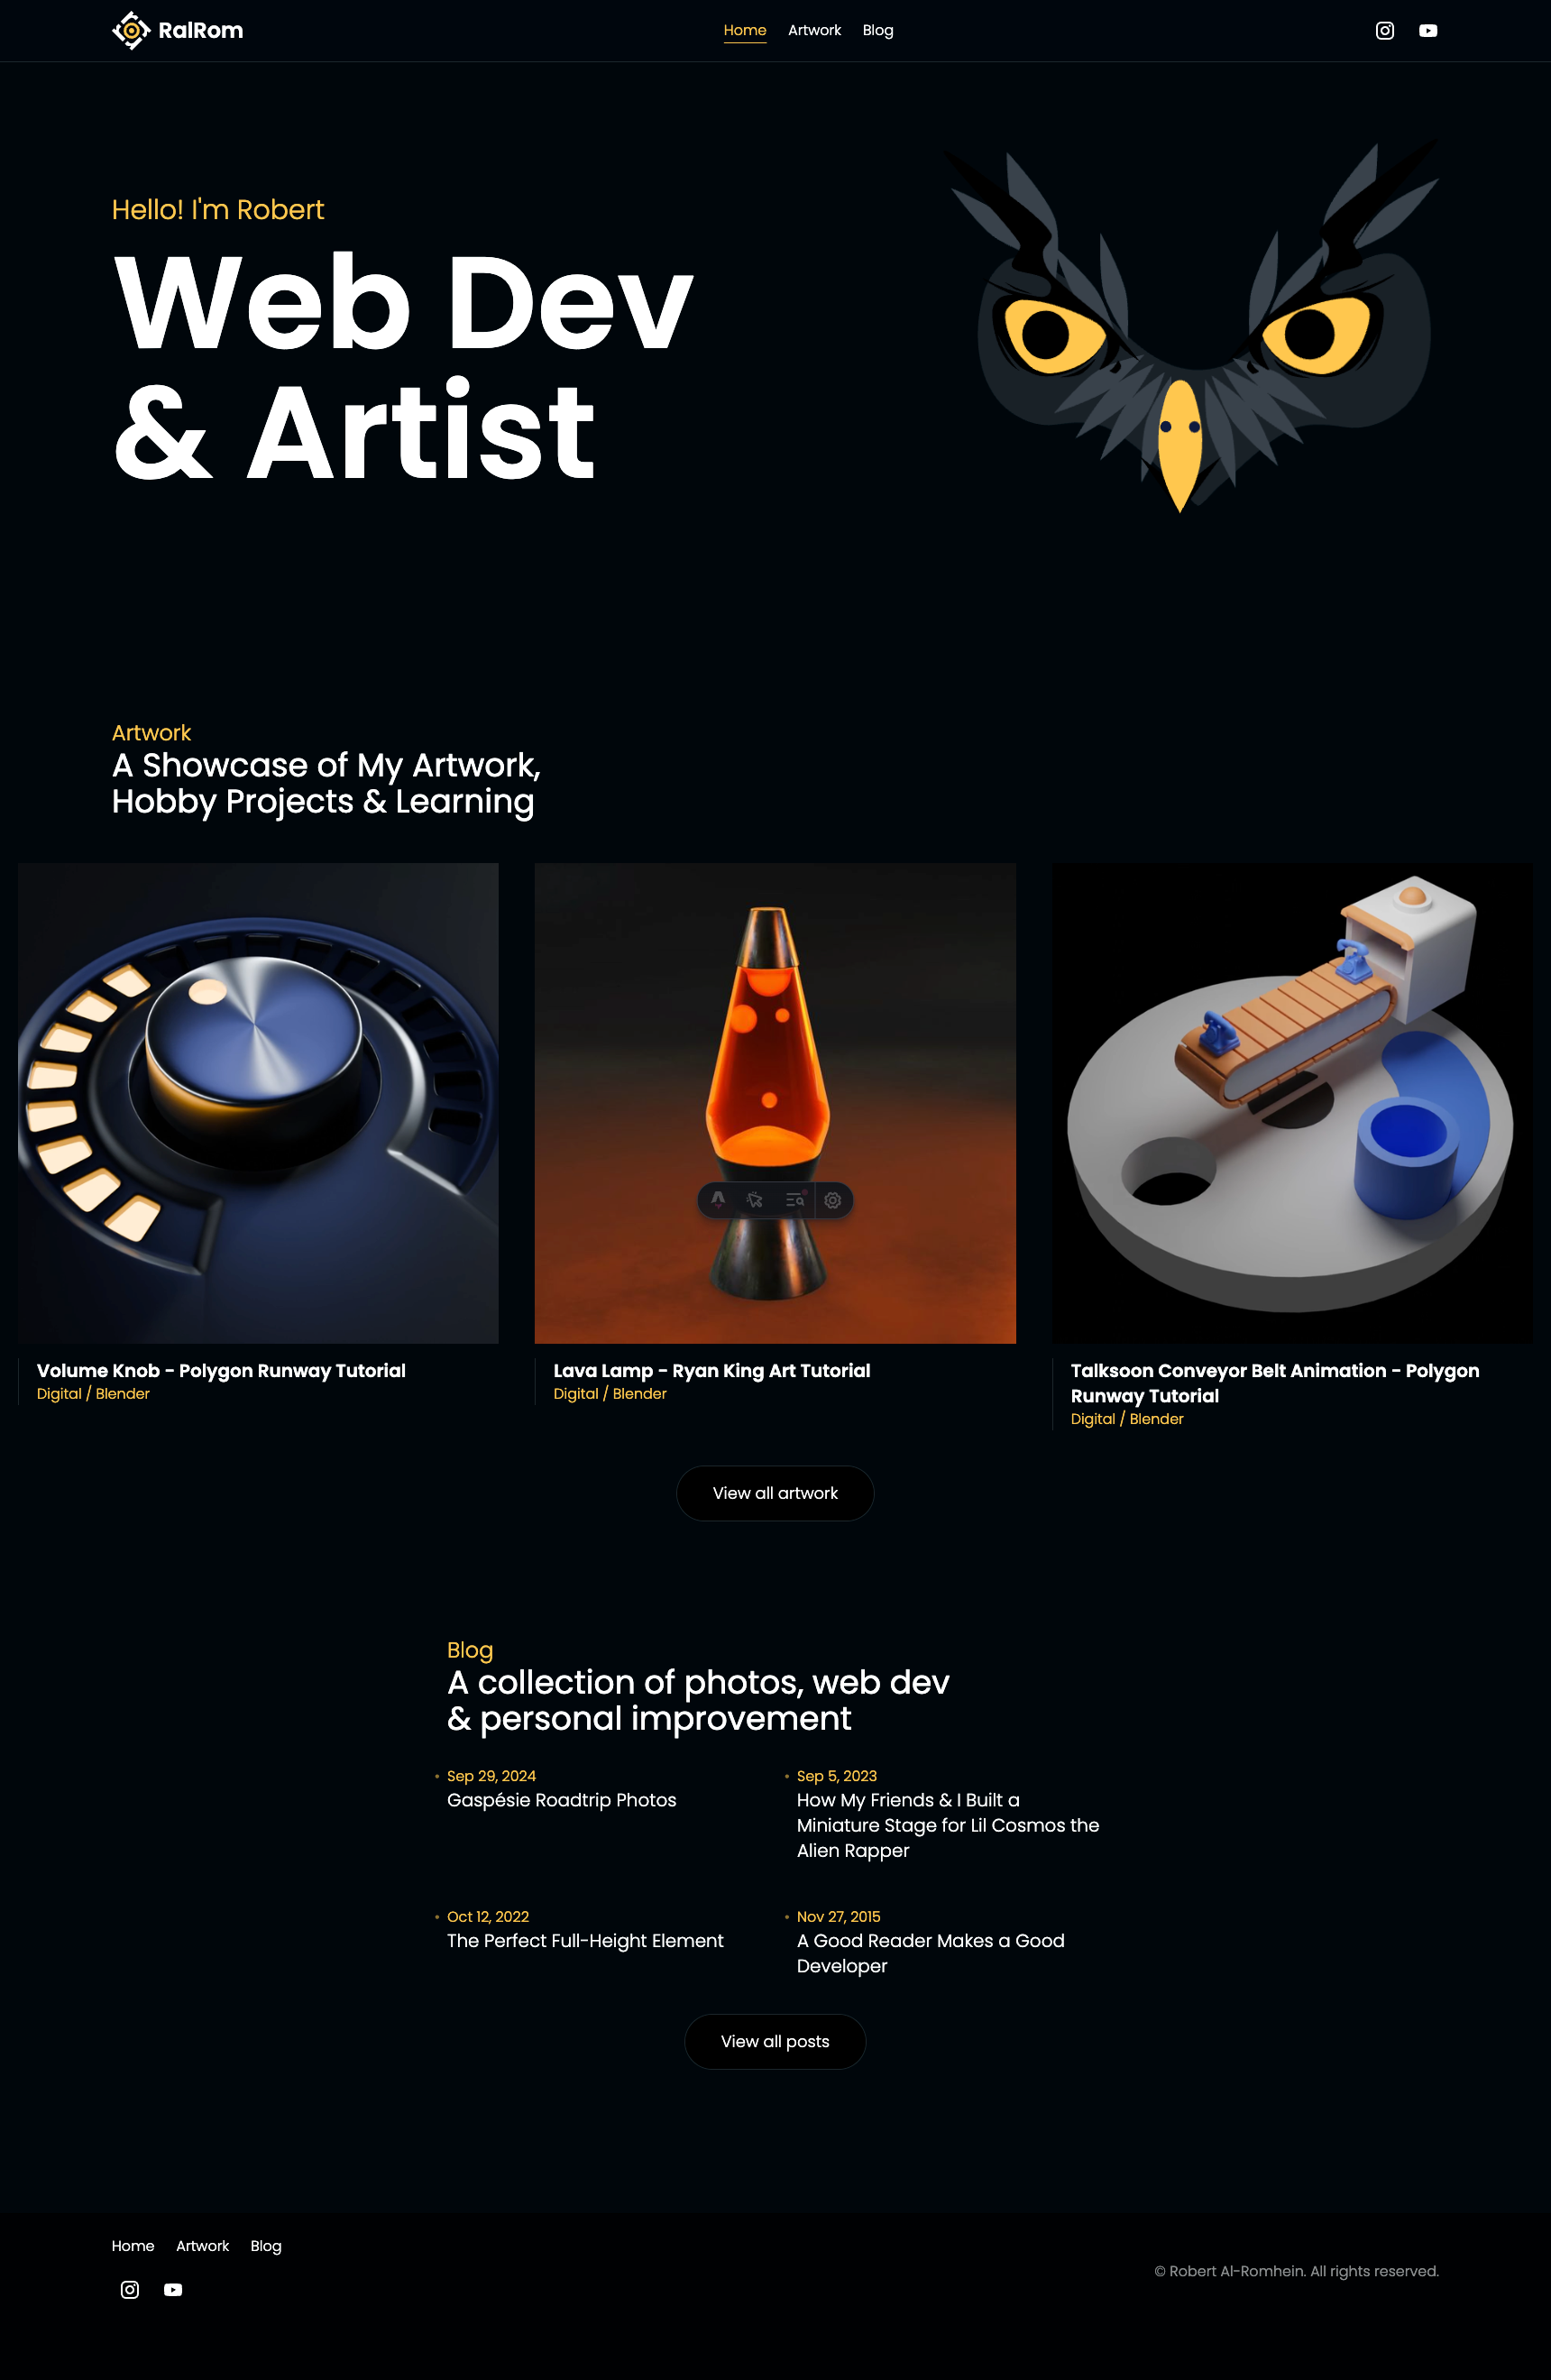 RalRom
Home Artwork Blog
Hello! I'm Robert
Web Dev
& Artist
Artwork
A Showcase of My Artwork,
Hobby Projects & Learning
Volume Knob - Polygon Runway Tutorial
Digital / Blender
Lava Lamp - Ryan King Art Tutorial
Digital / Blender
Talksoon Conveyor Belt Animation - Polygon
Runway Tutorial
Digital / Blender
View all artwork
Blog
A collection of photos, web dev
& personal improvement
Sep 29, 2024
Gaspésie Roadtrip Photos
Sep 5, 2023
How My Friends & I Built a
Miniature Stage for Lil Cosmos the
Alien Rapper
Oct 12, 2022
The Perfect Full-Height Element
Nov 27, 2015
A Good Reader Makes a Good
Developer
View all posts
Home Artwork Blog
© Robert Al-Romhein. All rights reserved.